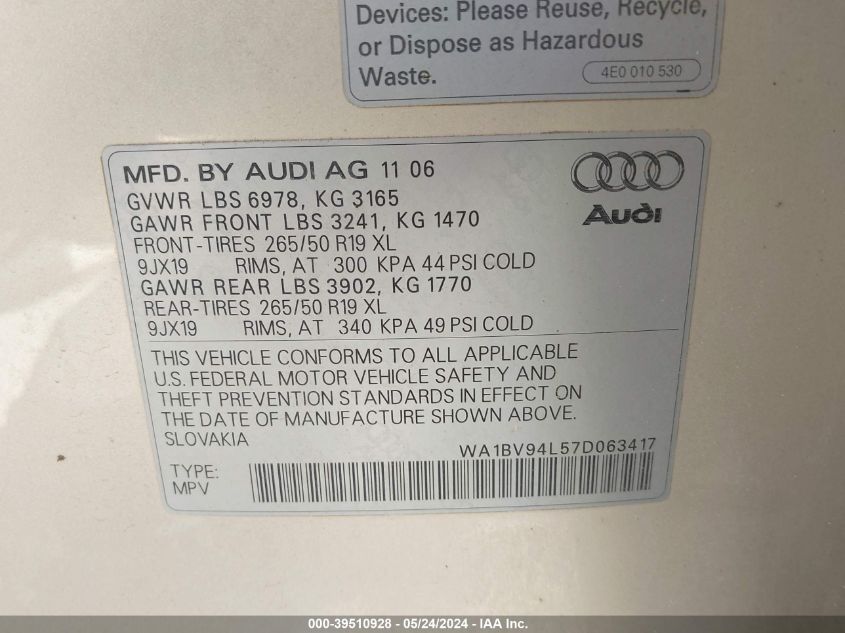 Devices: Please Reuse, Recycle,
or Dispose as Hazardous
Waste.
4E0 010 530
MFD. BY AUDI AG 11 06
GVWR LBS 6978, KG 3165
GAWR FRONT LBS 3241, KG 1470
FRONT-TIRES 265/50 R19 XL
9JX19 RIMS, AT 300 KPA 44 PSI COLD
GAWR REAR LBS 3902, KG 1770
REAR-TIRES 265/50 R19 XL
9JX19 RIMS, AT 340 KPA 49 PSI COLD
Audi
THIS VEHICLE CONFORMS TO ALL APPLICABLE
U.S. FEDERAL MOTOR VEHICLE SAFETY AND
THEFT PREVENTION STANDARDS IN EFFECT ON
THE DATE OF MANUFACTURE SHOWN ABOVE.
SLOVAKIA
WA1BV94L57D063417
TYPE:
MPV
000-39510928 - 05/24/2024 - IAA Inc.